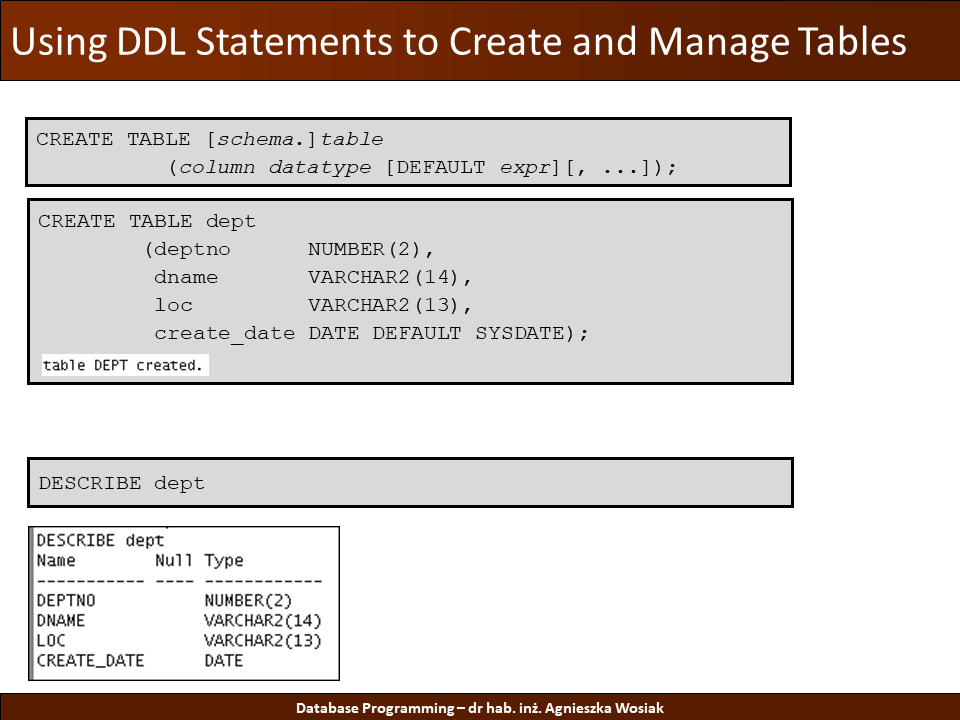 Using DDL Statements to Create and Manage Tables
CREATE TABLE [schema.]table
(column datatype [DEFAULT expr][, ...]);
CREATE TABLE dept
(deptno NUMBER(2),
dname VARCHAR2(14),
loc VARCHAR2(13),
create_date DATE DEFAULT SYSDATE);
table DEPT created.
DESCRIBE dept
DESCRIBE dept
Name Null Type
----------- ---- ------------
DEPTNO NUMBER(2)
DNAME VARCHAR2(14)
LOC VARCHAR2(13)
CREATE_DATE DATE
Database Programming – dr hab. inż. Agnieszka Wosiak